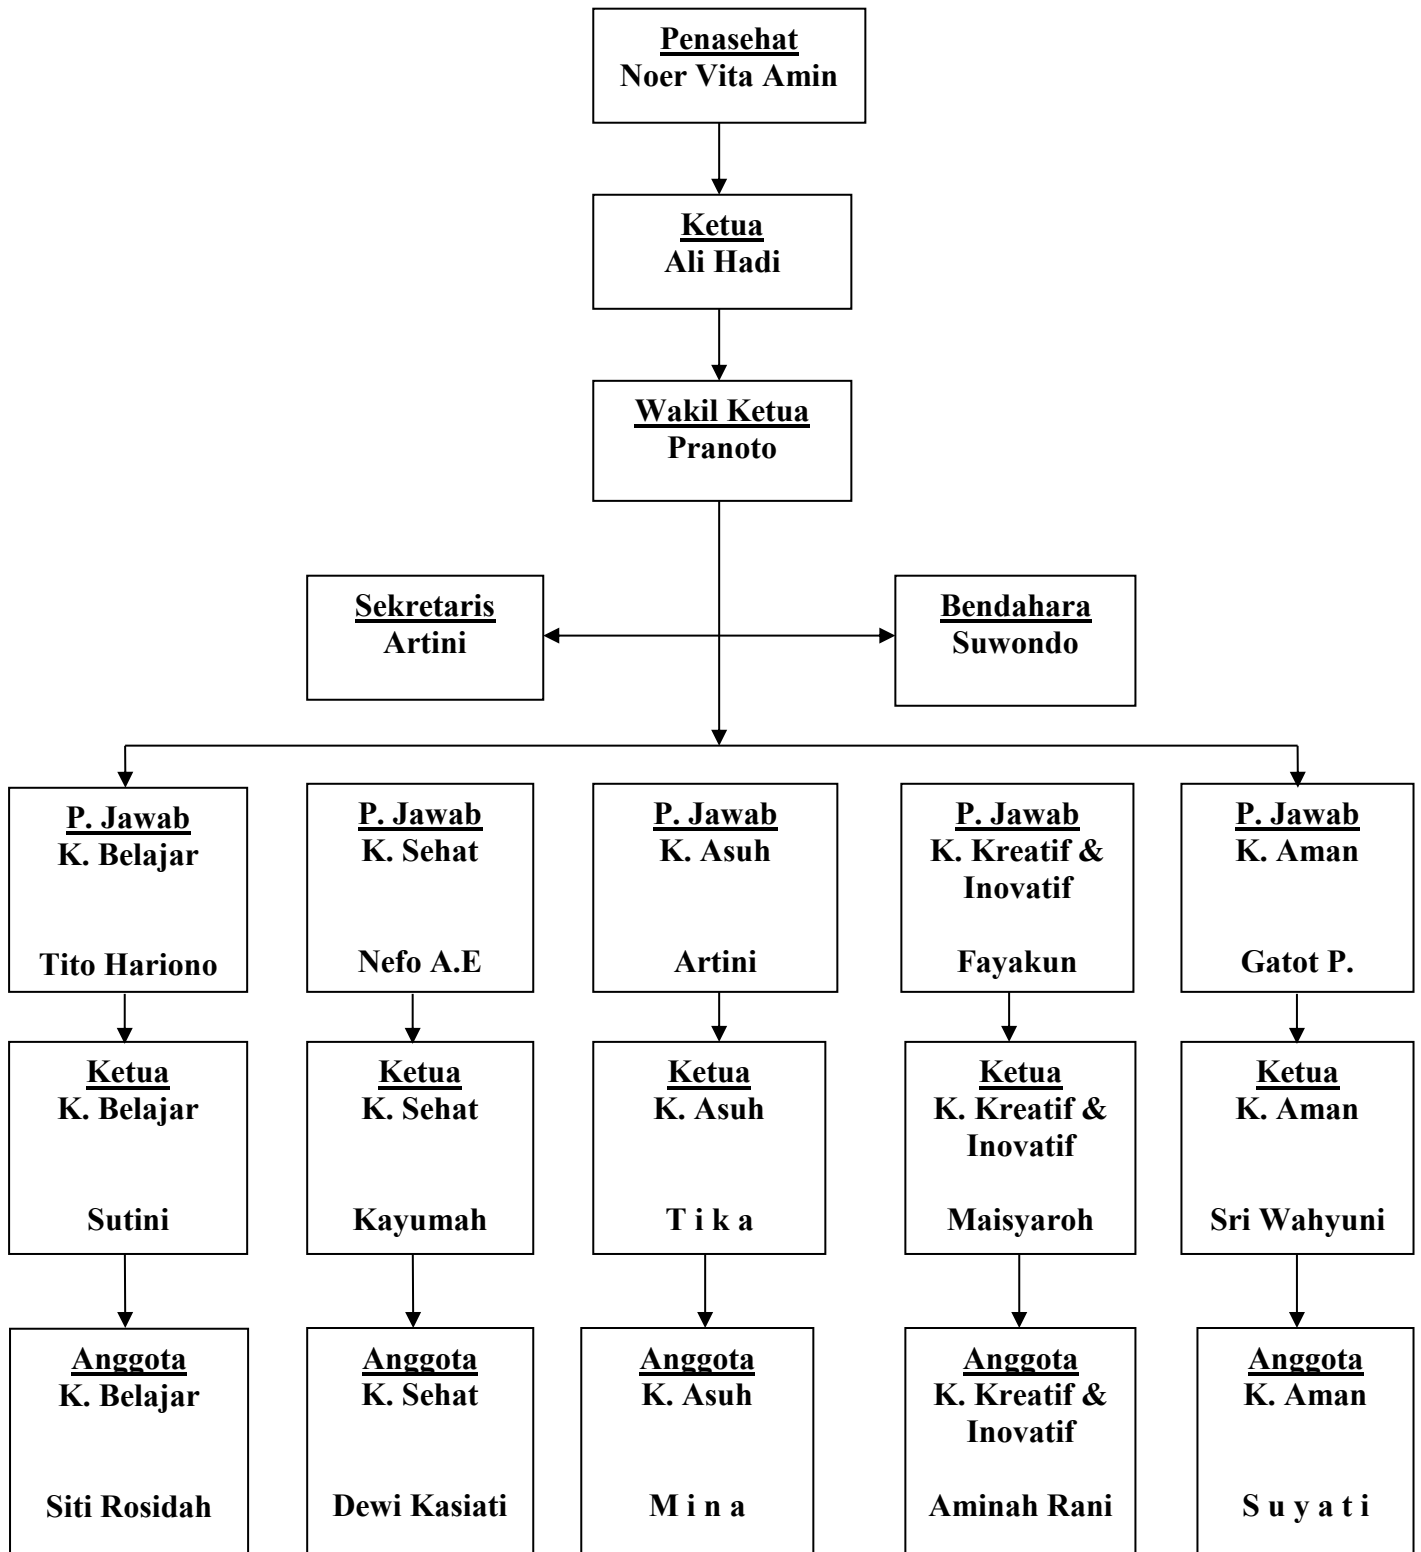 Penasehat
Noer Vita Amin
Ketua
Ali Hadi
Wakil Ketua
Pranoto
Sekretaris
Artini
Bendahara
Suwondo
P. Jawab
K. Belajar
Tito Hariono
P. Jawab
K. Sehat
Nefo A.E
P. Jawab
K. Asuh
Artini
P. Jawab
K. Kreatif &
Inovatif
Fayakun
P. Jawab
K. Aman
Gatot P.
Ketua
K. Belajar
Sutini
Ketua
K. Sehat
Kayumah
Ketua
K. Asuh
T i k a
Ketua
K. Kreatif &
Inovatif
Maisyaroh
Ketua
K. Aman
Sri Wahyuni
Anggota
K. Belajar
Siti Rosidah
Anggota
K. Sehat
Dewi Kasiati
Anggota
K. Asuh
M i n a
Anggota
K. Kreatif &
Inovatif
Aminah Rani
Anggota
K. Aman
S u y a t i